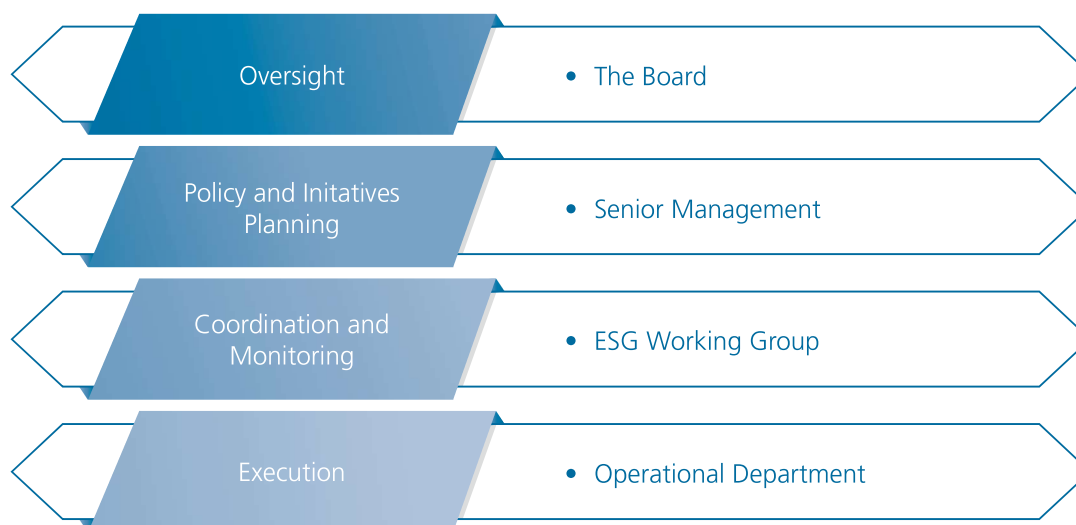 Oversight
• The Board
Policy and Initatives
Planning
• Senior Management
Coordination and
Monitoring
• ESG Working Group
Execution
• Operational Department